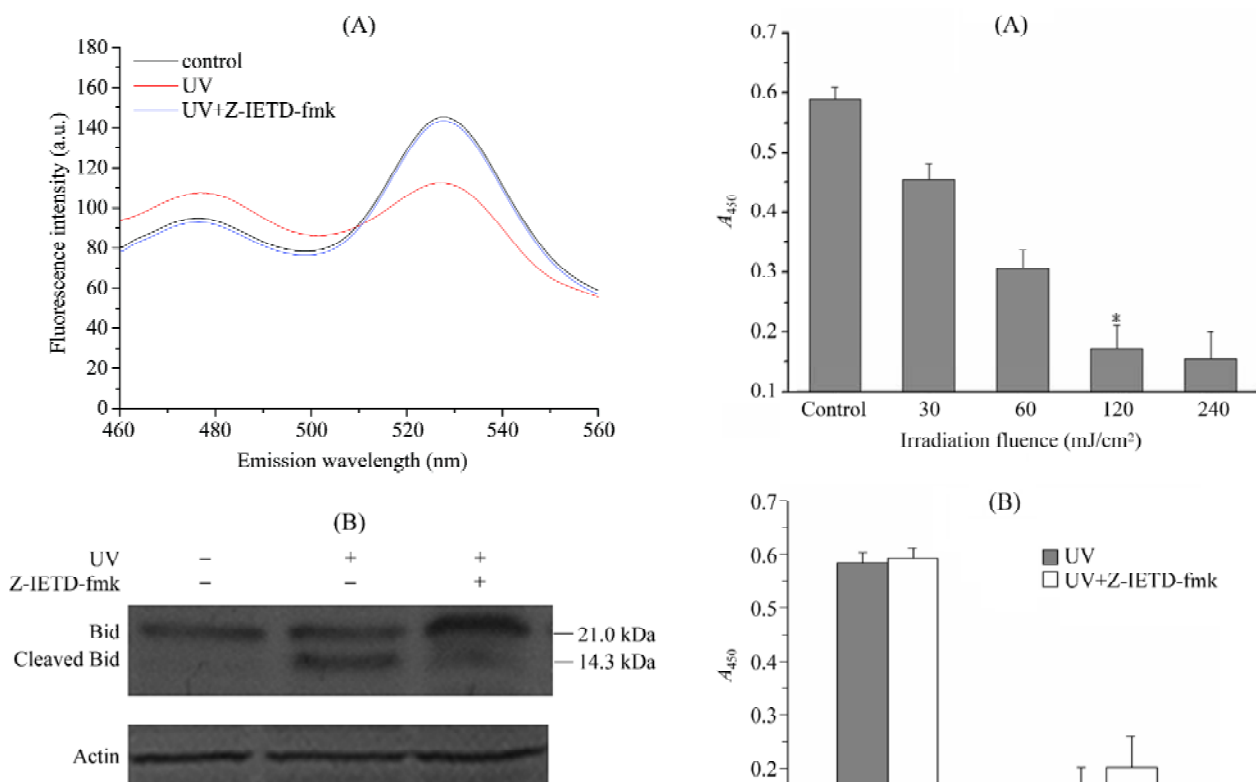 (A)
180
160
140
120
100
80
60
40
20
0
control
UV
UV+Z-IETD-fmk
Fluorescence intensity (a.u.)
460 480 500 520 540 560
Emission wavelength (nm)
(B)
UV – + +
Z-IETD-fmk – – +
Bid 21.0 kDa
Cleaved Bid 14.3 kDa
Actin
(A)
0.7
0.6
0.5
0.3
0.2
0.1
A450
*
Control 30 60 120 240
Irradiation fluence (mJ/cm²)
(B)
0.7
0.6
0.6
0.4
0.3
0.2
A450
UV
UV+Z-IETD-fmk